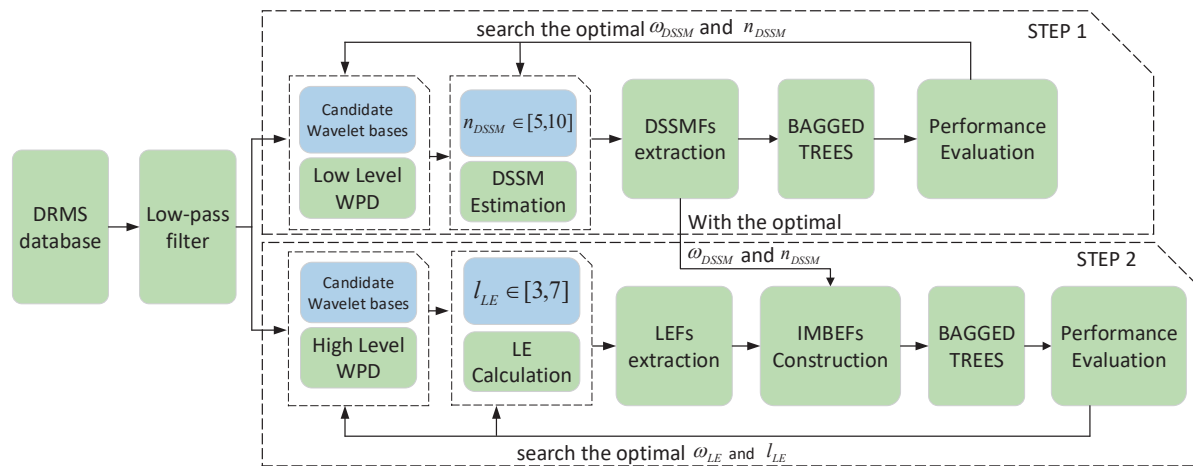 search the optimal ω_DSSM and n_DSSM
STEP 1
Candidate
Wavelet bases
Low Level
WPD
n_DSSM ∈ [5,10]
DSSM
Estimation
DSSMFs
extraction
BAGGED
TREES
Performance
Evaluation
DRMS
database
Low-pass
filter
With the optimal
ω_DSSM and n_DSSM
STEP 2
Candidate
Wavelet bases
High Level
WPD
l_LE ∈ [3,7]
LE
Calculation
LEFs
extraction
IMBEFs
Construction
BAGGED
TREES
Performance
Evaluation
search the optimal ω_LE and l_LE